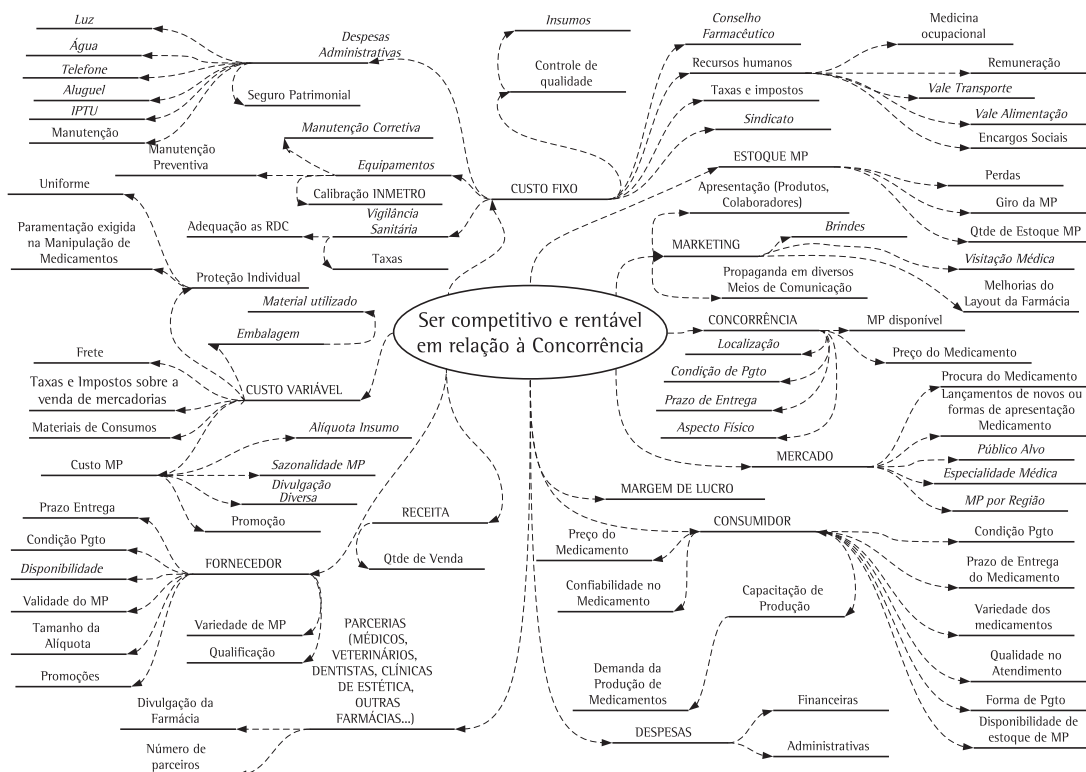 Luz
Água
Telefone
Aluguel
IPTU
Manutenção
Despesas
Administrativas
Seguro Patrimonial
Manutenção Corretiva
Manutenção
Preventiva
Equipamentos
Calibração INMETRO
Vigilância
Sanitária
Adequação as RDC
Taxas
CUSTO FIXO
Insumos
Controle de
qualidade
Conselho
Farmacêutico
Recursos humanos
Taxas e impostos
Sindicato
Medicina
ocupacional
Remuneração
Vale Transporte
Vale Alimentação
Encargos Sociais
ESTOQUE MP
Perdas
Giro da MP
Qtde de Estoque MP
Apresentação (Produtos,
Colaboradores)
MARKETING
Brindes
Visitação Médica
Melhorias do
Layout da Farmácia
Propaganda em diversos
Meios de Comunicação
Uniforme
Paramentação exigida
na Manipulação de
Medicamentos
Proteção Individual
Material utilizado
Embalagem
Ser competitivo e rentável
em relação à Concorrência
CONCORRÊNCIA
MP disponível
Localização
Preço do Medicamento
Condição de Pgto
Prazo de Entrega
Aspecto Físico
Frete
Taxas e Impostos sobre a
venda de mercadorias
CUSTO VARIÁVEL
Materiais de Consumos
Custo MP
Alíquota Insumo
Sazonalidade MP
Divulgação
Diversa
Promoção
MERCADO
Procura do Medicamento
Lançamentos de novos ou
formas de apresentação
Medicamento
Público Alvo
Especialidade Médica
MP por Região
MARGEM DE LUCRO
RECEITA
Qtde de Venda
Prazo Entrega
Condição Pgto
Disponibilidade
Validade do MP
Tamanho da
Alíquota
Promoções
FORNECEDOR
Variedade de MP
Qualificação
CONSUMIDOR
Preço do
Medicamento
Confiabilidade no
Medicamento
Capacitação de
Produção
Demanda da
Produção de
Medicamentos
Condição Pgto
Prazo de Entrega
do Medicamento
Variedade dos
medicamentos
Qualidade no
Atendimento
Forma de Pgto
Disponibilidade de
estoque de MP
PARCERIAS
(MÉDICOS,
VETERINÁRIOS,
DENTISTAS, CLÍNICAS
DE ESTÉTICA,
OUTRAS
FARMÁCIAS...)
Divulgação da
Farmácia
Número de
parceiros
DESPESAS
Financeiras
Administrativas